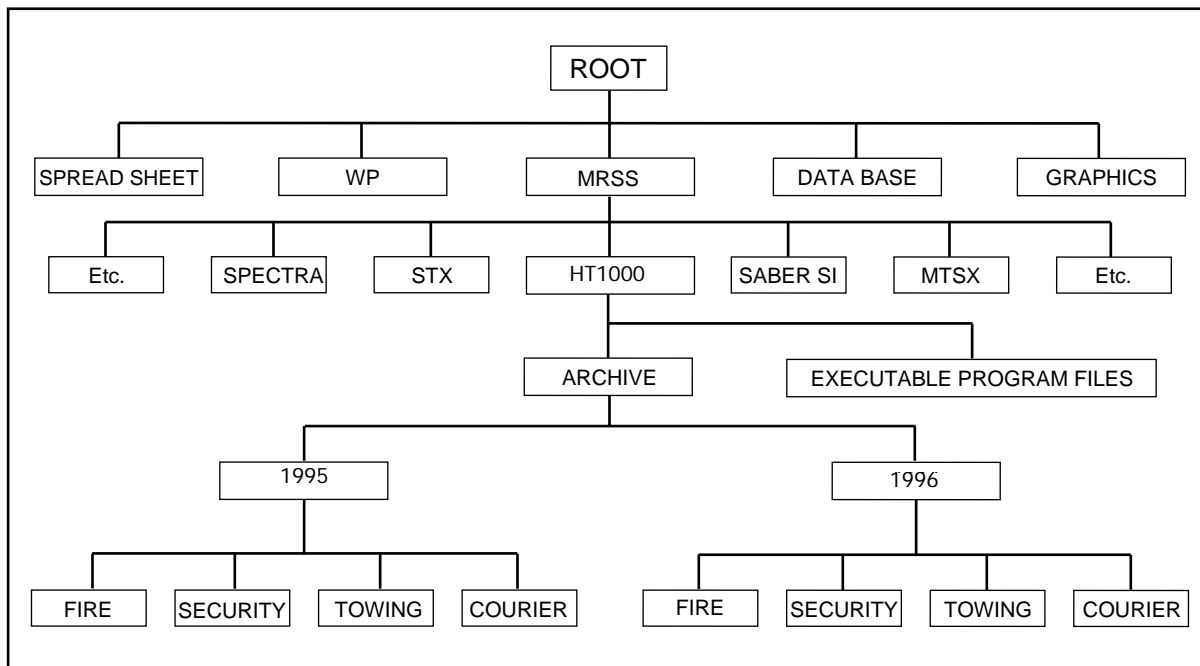 ROOT
SPREAD SHEET WP MRSS DATA BASE GRAPHICS
Etc. SPECTRA STX HT1000 SABER SI MTSX Etc.
ARCHIVE EXECUTABLE PROGRAM FILES
1995 1996
FIRE SECURITY TOWING COURIER FIRE SECURITY TOWING COURIER